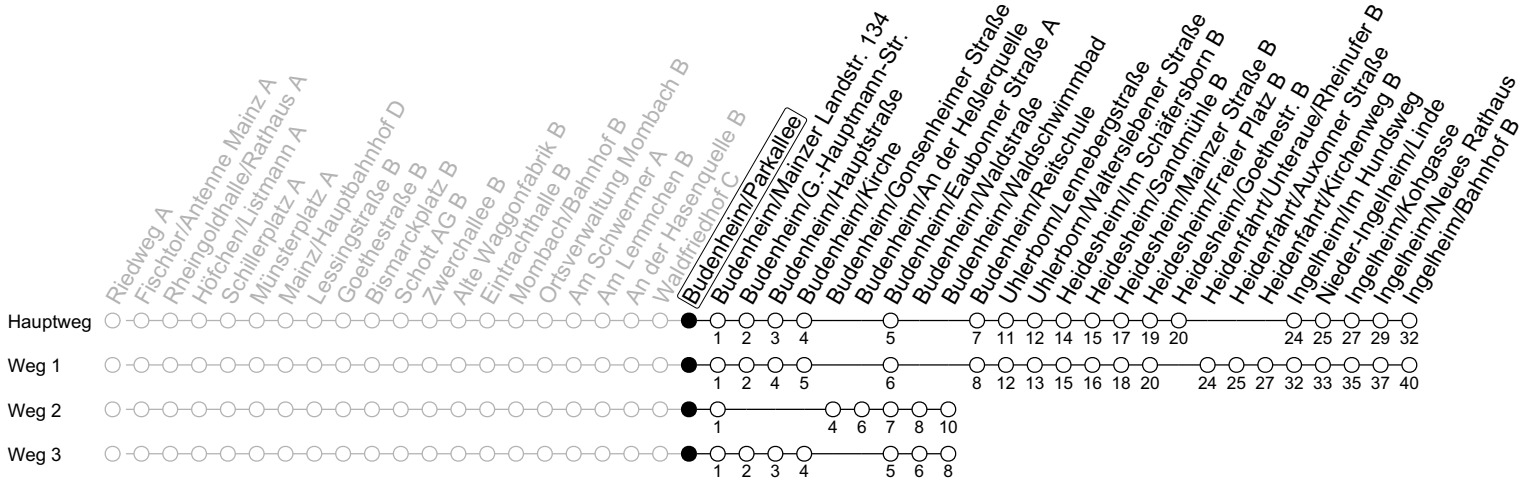 Riedweg A
Fischtor/Antenne Mainz A
Rheingoldhalle/Rathaus A
Höfchen/Listmann A
Schillerplatz A
Münsterplatz A
Mainz/Hauptbahnhof D
Lessingstraße B
Goethestraße B
Bismarckplatz B
Schott AG B
Zwerchallee B
Alte Waggonfabrik B
Eintrachthalle B
Mombach/Bahnhof B
Ortsverwaltung Mombach B
Am Schwermer A
Am Lemmchen B
An der Hasenquelle B
Waldfriedhof C
Budenheim/Parkallee
Budenheim/Mainzer Landstr. 134
Budenheim/G.-Hauptmann-Str.
Budenheim/Hauptstraße
Budenheim/Kirche
Budenheim/Gonsenheimer Straße
Budenheim/An der Heßlerquelle
Budenheim/Eaubonner Straße A
Budenheim/Waldstraße
Budenheim/Waldschwimmbad
Budenheim/Reitschule
Uhlerborn/Lennebergstraße
Uhlerborn/Walterslebener Straße
Heidesheim/Im Schäfersborn B
Heidesheim/Sandmühle B
Heidesheim/Mainzer Straße B
Heidesheim/Freier Platz B
Heidesheim/Goethestr. B
Heidenfahrt/Unteraue/Rheinufer B
Heidenfahrt/Auxonner Straße
Heidenfahrt/Kirchenweg B
Ingelheim/Im Hundsweg
Nieder-Ingelheim/Linde
Ingelheim/Kohgasse
Ingelheim/Neues Rathaus
Ingelheim/Bahnhof B
Hauptweg
1 2 3 4 5 7 11 12 14 15 17 19 20 24 25 27 29 32
Weg 1
1 2 4 5 6 8 12 13 15 16 18 20 24 25 27 32 33 35 37 40
Weg 2
1 4 6 7 8 10
Weg 3
1 2 3 4 5 6 8